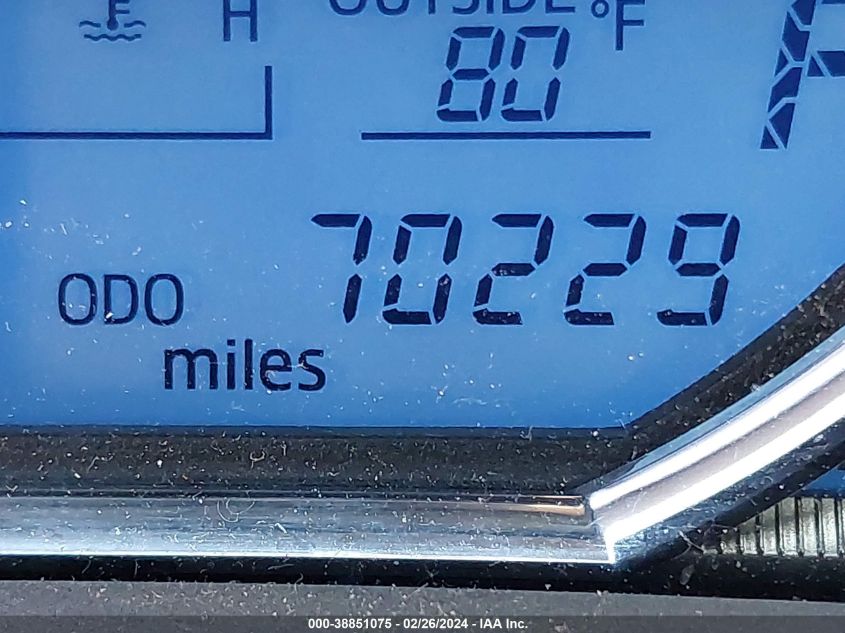 H OUTSIDE °F
80
P
ODO 70229
miles
000-38851075 - 02/26/2024 - IAA Inc.